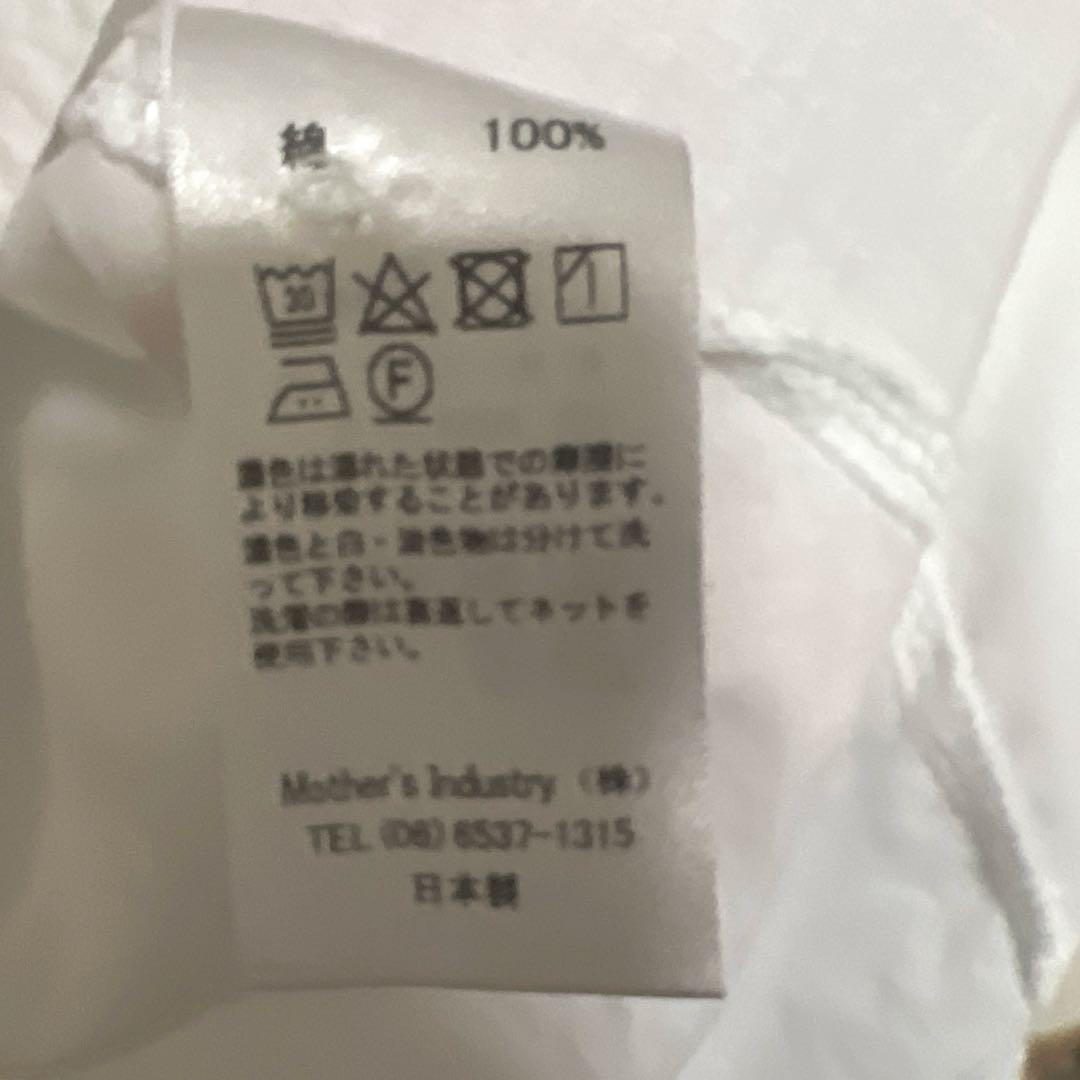 綿 100%
30
F
濃色は濡れた状態での摩擦に
より移染することがあります。
濃色と白・淡色物は分けて洗
って下さい。
洗濯の際は裏返してネットを
使用下さい。
Mother's Industry（株）
TEL (06) 6537-1315
日本製